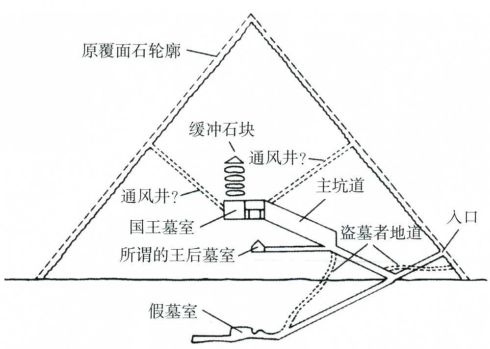 原覆面石轮廓
缓冲石块
通风井?
通风井?
主坑道
国王墓室
入口
盗墓者地道
所谓的王后墓室
假墓室